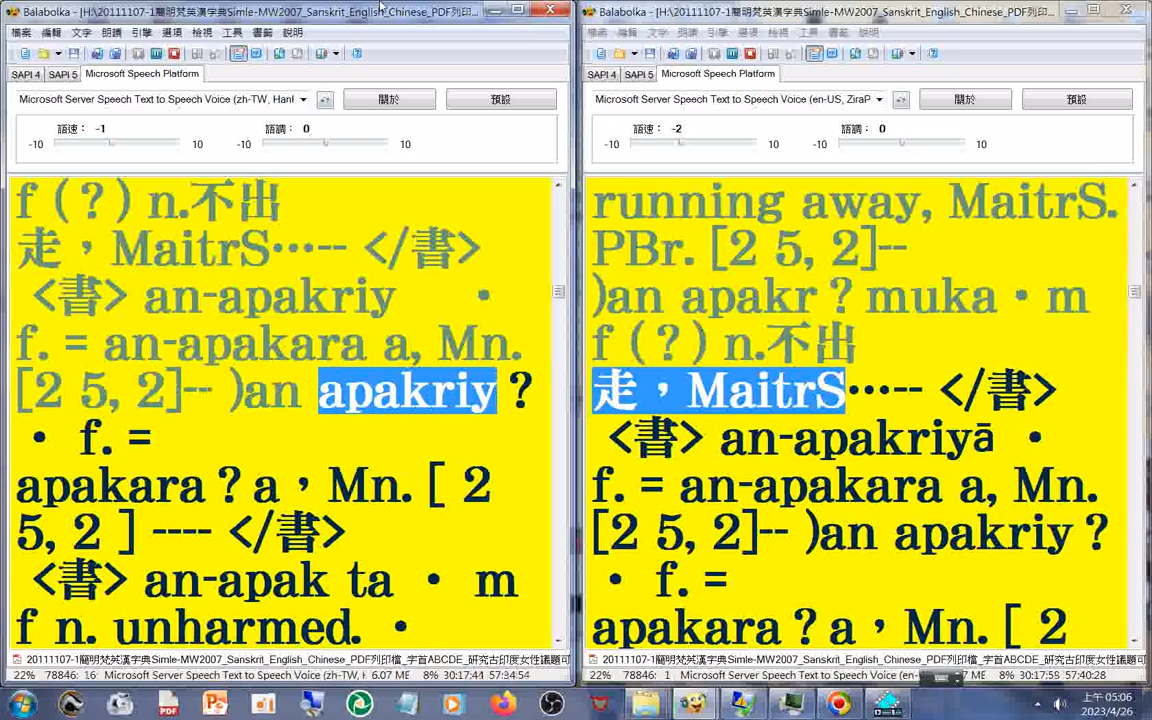 Balabolka - [H:\20111107-1簡明梵英漢字典Simle-MW2007_Sanskrit_English_Chinese_PDF列印...
檔案 編輯 文字 朗讀 引擎 選項 檢視 工具 書籤 說明
SAPI 4 SAPI 5 Microsoft Speech Platform
Microsoft Server Speech Text to Speech Voice (zh-TW, Hanl
關於 預設
語速: -1 語調: 0
-10 10 -10 10
f (?) n.不出
走,MaitrS…-- </書>
<書> an-apakriy •
f. = an-apakara a, Mn.
[2 5, 2]-- )an apakriy ?
• f. =
apakara?a,Mn. [ 2
5, 2 ] ---- </書>
<書> an-apak ta • m
f n. unharmed. •
20111107-1簡明梵英漢字典Simle-MW2007_Sanskrit_English_Chinese_PDF列印檔_字首ABCDE_研究古印度女性議題可
22% 78846: 16 Microsoft Server Speech Text to Speech Voice (zh-TW, 6.07 ME 8% 30:17:44 57:34:54
Balabolka - [H:\20111107-1簡明梵英漢字典Simle-MW2007_Sanskrit_English_Chinese_PDF列印...
檔案 編輯 文字 朗讀 引擎 選項 檢視 工具 書籤 說明
SAPI 4 SAPI 5 Microsoft Speech Platform
Microsoft Server Speech Text to Speech Voice (en-US, ZiraP
關於 預設
語速: -2 語調: 0
-10 10 -10 10
running away, MaitrS.
PBr. [2 5, 2]--
)an apakr?muka•m
f (?) n.不出
走,MaitrS…-- </書>
<書> an-apakriyā •
f. = an-apakara a, Mn.
[2 5, 2]-- )an apakriy?
• f. =
apakara?a,Mn. [ 2
20111107-1簡明梵英漢字典Simle-MW2007_Sanskrit_English_Chinese_PDF列印檔_字首ABCDE_研究古印度女性議題可
22% 78846: 1 Microsoft Server Speech Text to Speech Voice (en-US, 8% 30:17:59 57:40:28
上午 05:06
2023/4/26